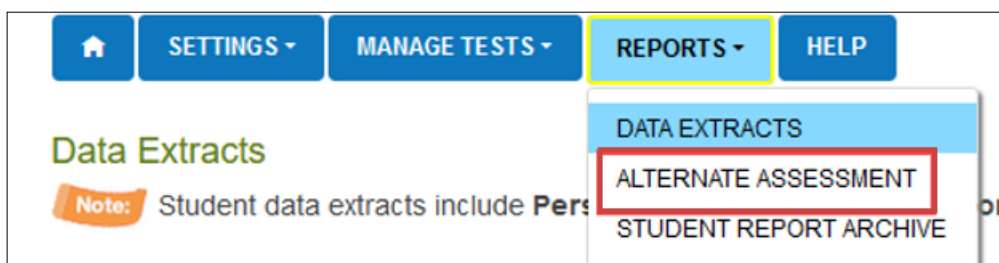 SETTINGS MANAGE TESTS REPORTS HELP
DATA EXTRACTS
Data Extracts
ALTERNATE ASSESSMENT
Note: Student data extracts include
STUDENT REPORT ARCHIVE